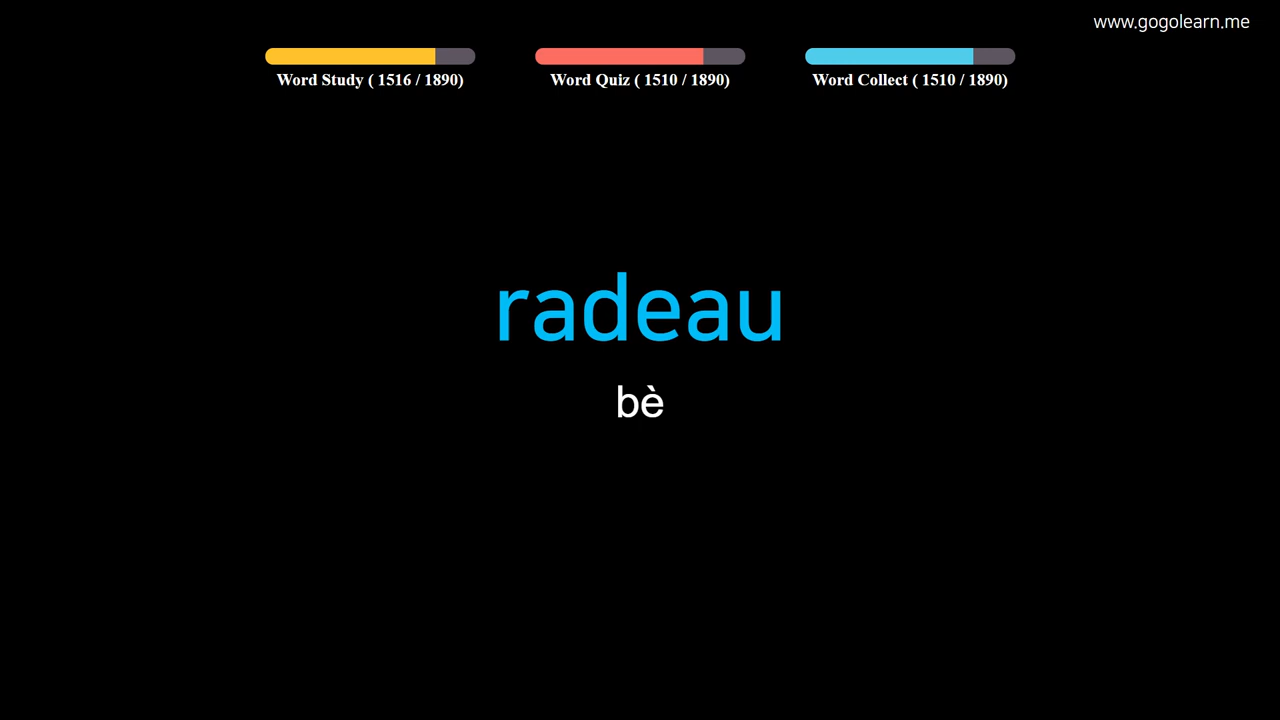 www.gogolearn.me
Word Study ( 1516 / 1890)
Word Quiz ( 1510 / 1890)
Word Collect ( 1510 / 1890)
radeau
bè